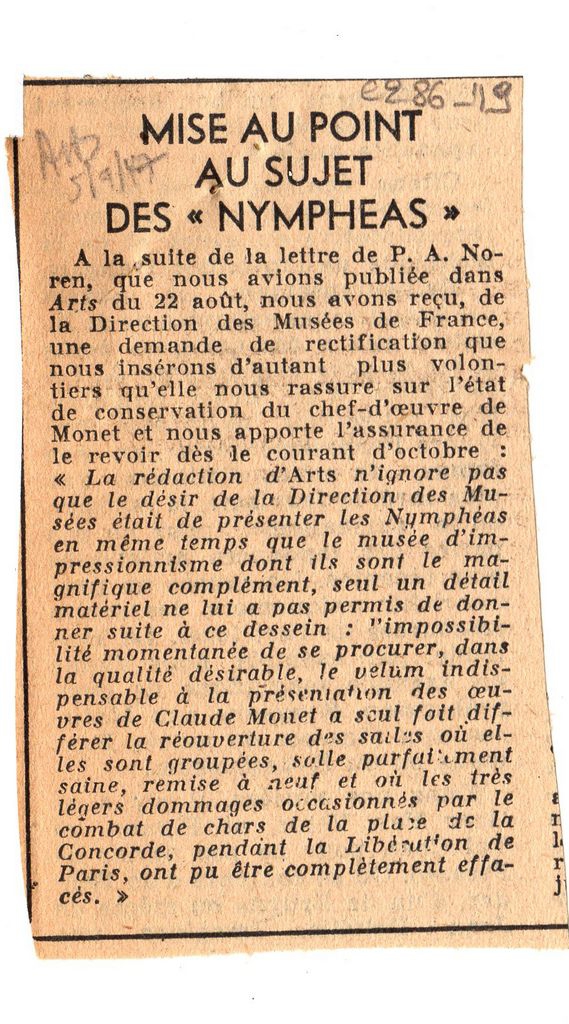 e2 86_119
Arts
5/9/47
MISE AU POINT
AU SUJET
DES « NYMPHEAS »
A la suite de la lettre de P. A. No-
ren, que nous avions publiée dans
Arts du 22 août, nous avons reçu, de
la Direction des Musées de France,
une demande de rectification que
nous insérons d'autant plus volon-
tiers qu'elle nous rassure sur l'état
de conservation du chef-d'œuvre de
Monet et nous apporte l'assurance de
le revoir dès le courant d'octobre :
« La rédaction d'Arts n'ignore pas
que le désir de la Direction des Mu-
sées était de présenter les Nymphéas
en même temps que le musée d'im-
pressionnisme dont ils sont le ma-
gnifique complément, seul un détail
matériel ne lui a pas permis de don-
ner suite à ce dessein : "impossibi-
lité momentanée de se procurer, dans
la qualité désirable, le velum indis-
pensable à la présentation des œu-
vres de Claude Monet a seul fait dif-
férer la réouverture des salles où el-
les sont groupées, salle parfaitement
saine, remise à neuf et où les très
légers dommages occasionnés par le
combat de chars de la place de la
Concorde, pendant la Libération de
Paris, ont pu être complètement effa-
cés. »